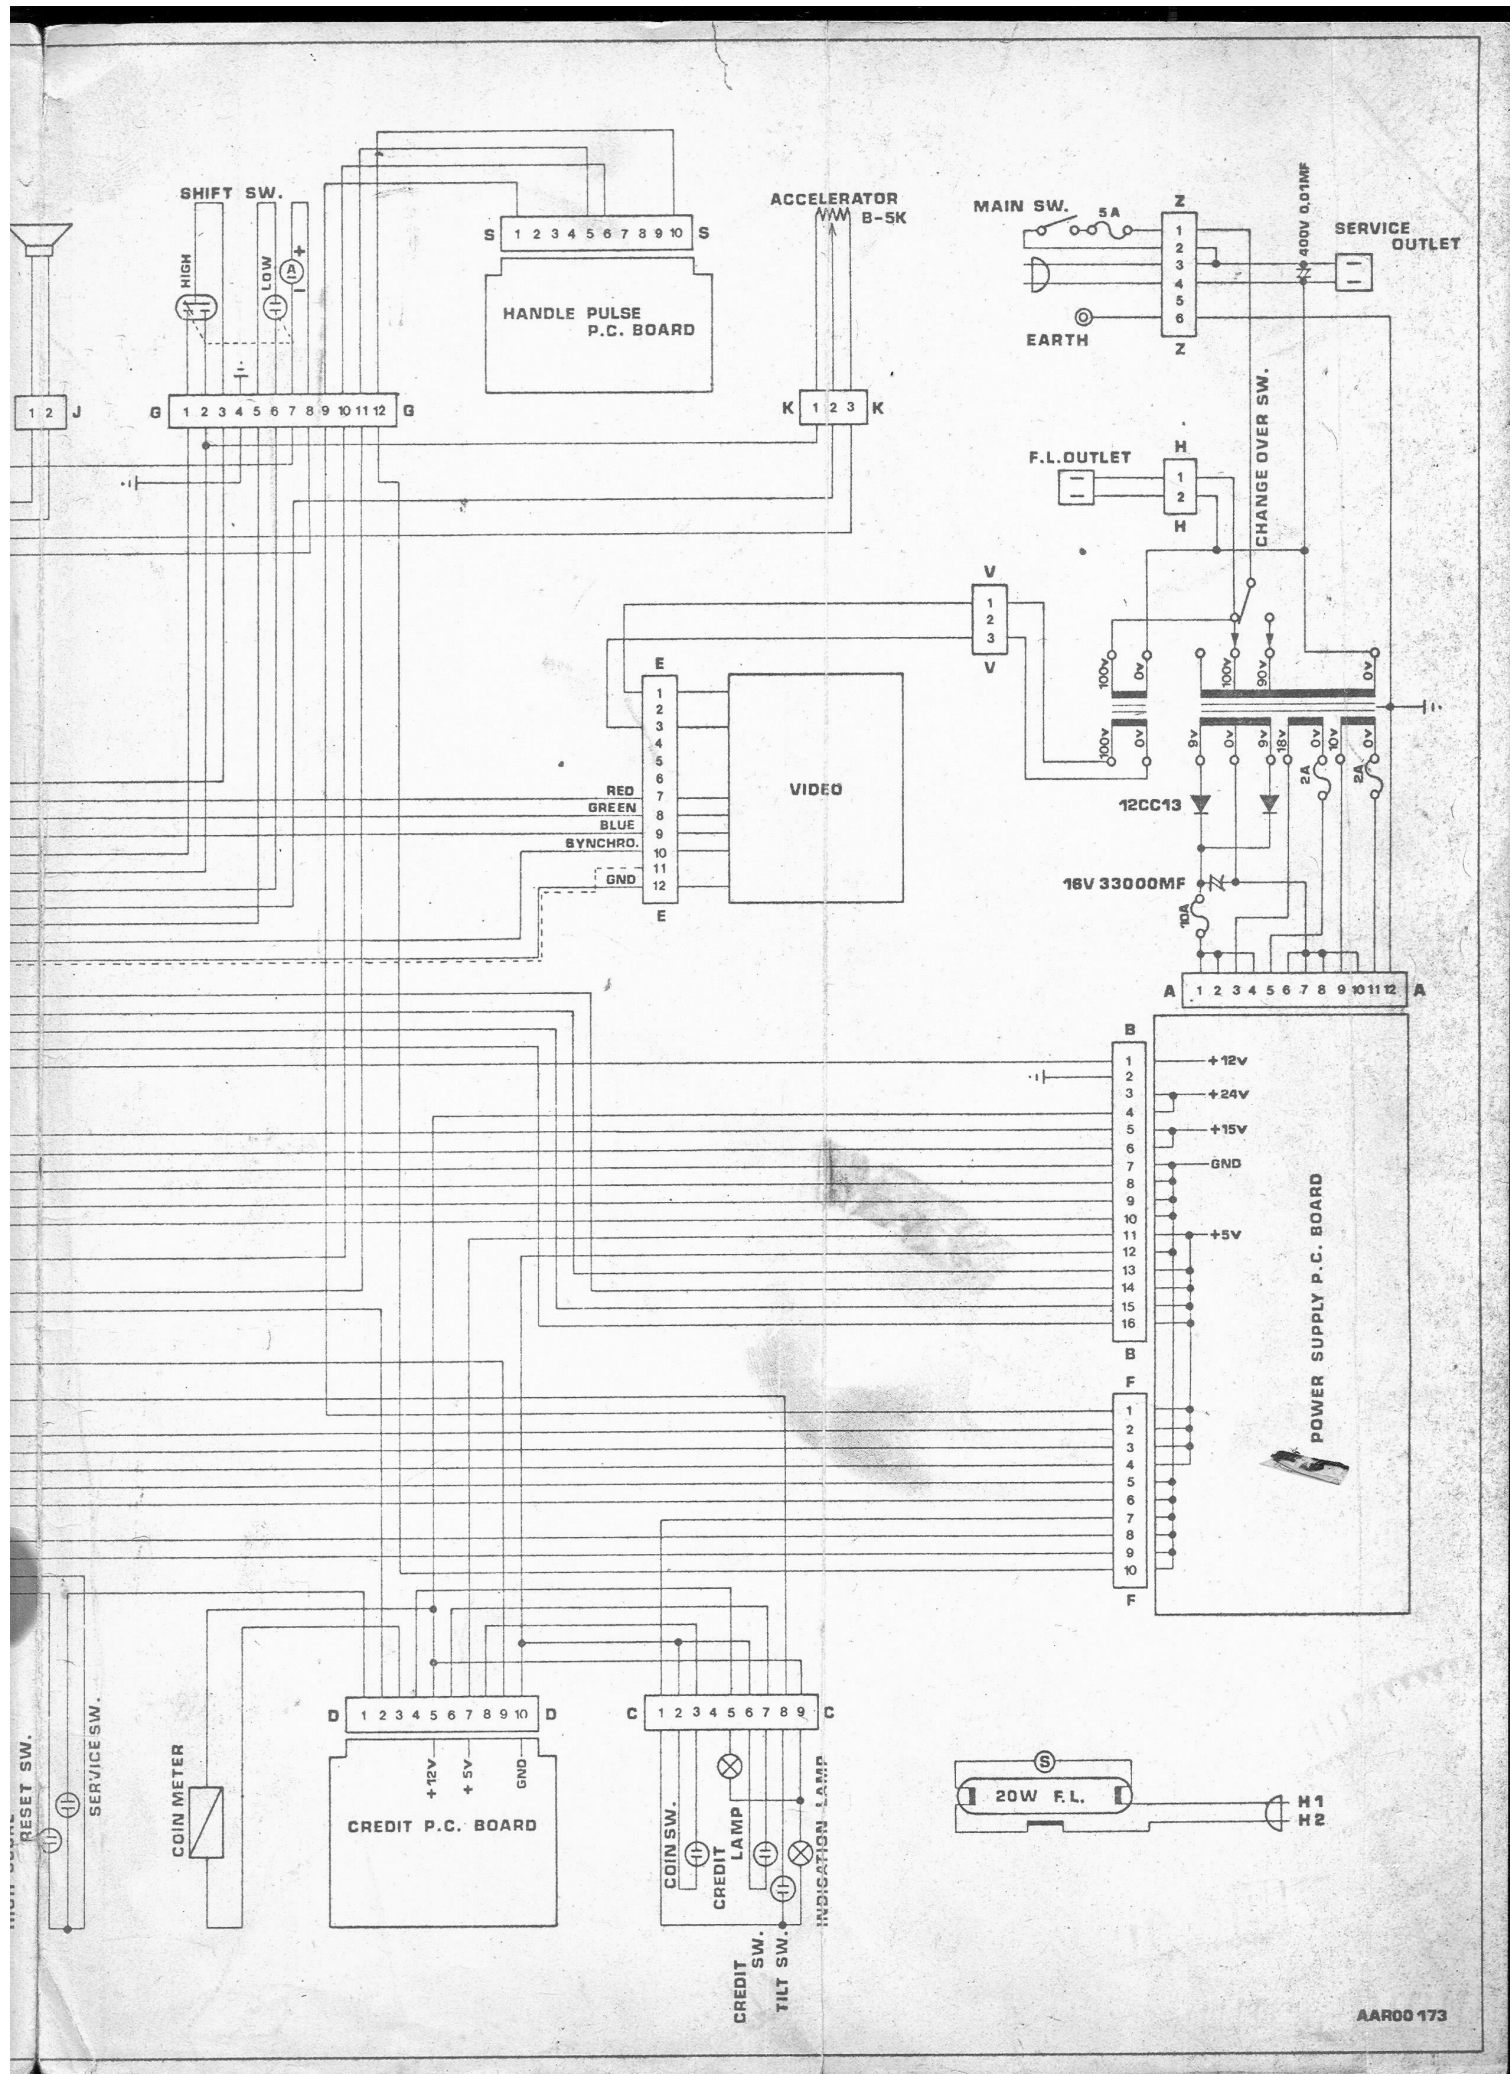 SHIFT SW.
HIGH
LOW
A
+
−
S 1 2 3 4 5 6 7 8 9 10 S
HANDLE PULSE
P.C. BOARD
ACCELERATOR
B-5K
MAIN SW.
5A
Z
1
2
3
4
5
6
Z
400V 0.01MF
SERVICE
OUTLET
EARTH
1 2 J
G 1 2 3 4 5 6 7 8 9 10 11 12 G
K 1 2 3 K
CHANGE OVER SW.
F.L.OUTLET
H
1
2
H
V
1
2
3
V
100V
0V
100V
90V
0V
100V
0V
9V
0V
9V
18V
0V
10V
0V
2A
2A
E
1
2
3
4
5
6
RED 7
GREEN 8
BLUE 9
SYNCHRO. 10
11
GND 12
E
VIDEO
12CC13
16V 33000MF
10A
A 1 2 3 4 5 6 7 8 9 10 11 12 A
B
1 +12V
2
3 +24V
4
5 +15V
6
7 GND
8
9
10
11 +5V
12
13
14
15
16
B
POWER SUPPLY P.C. BOARD
F
1
2
3
4
5
6
7
8
9
10
F
RESET SW.
SERVICE SW.
COIN METER
D 1 2 3 4 5 6 7 8 9 10 D
+12V
+5V
GND
CREDIT P.C. BOARD
C 1 2 3 4 5 6 7 8 9 C
COIN SW.
CREDIT
LAMP
INDICATION LAMP
CREDIT
SW.
TILT SW.
S
20W F.L.
H1
H2
AAR00173